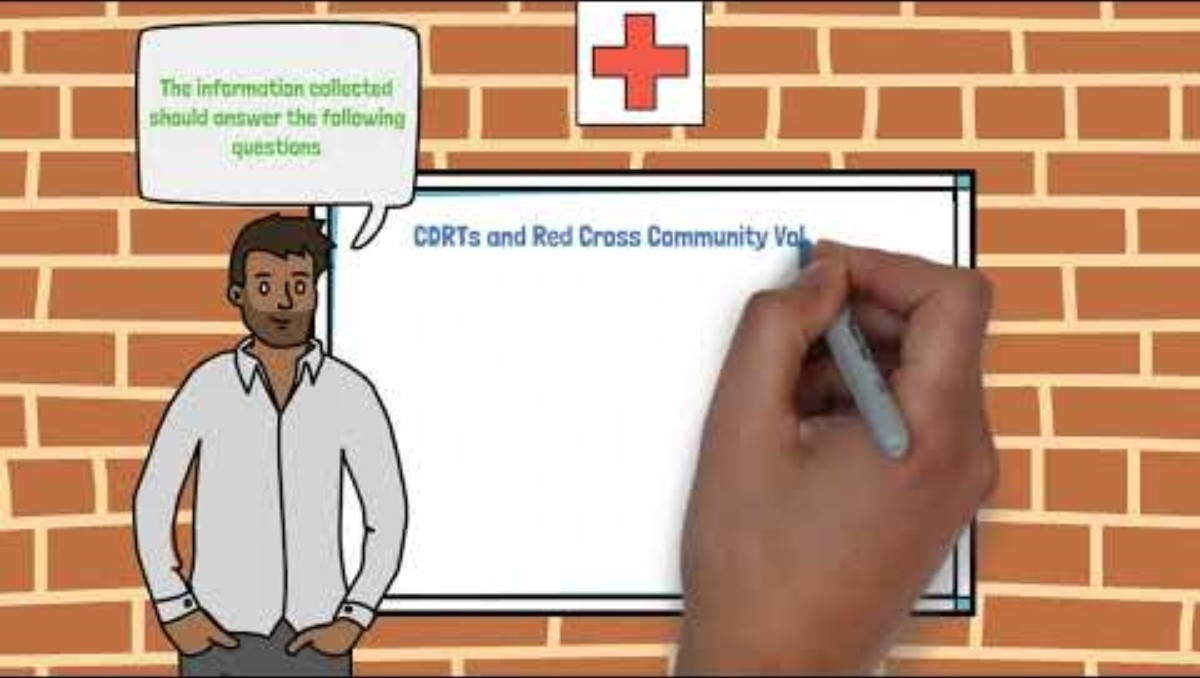 The information collected
should answer the following
questions
CDRTs and Red Cross Community Vol